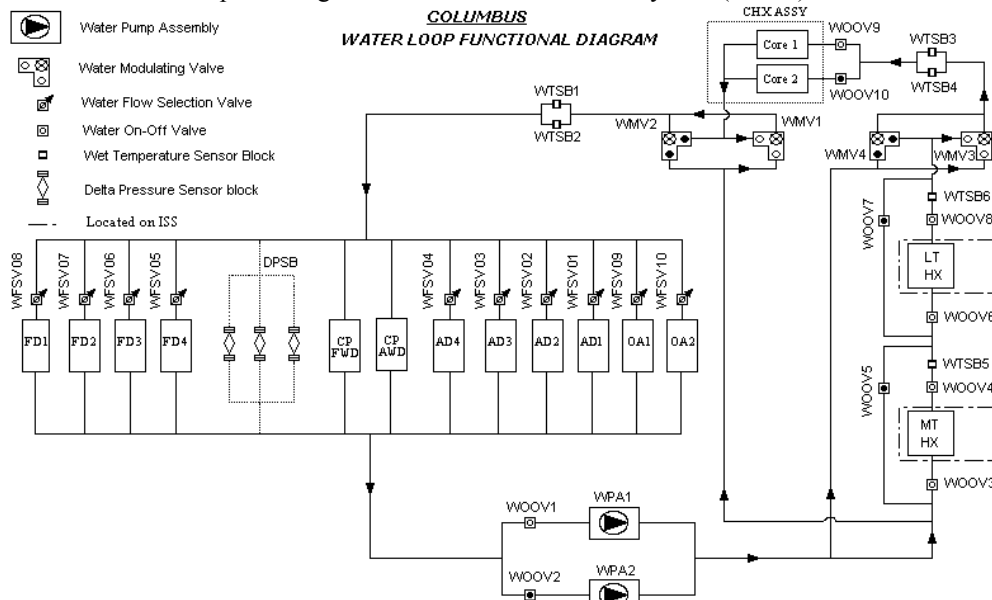 COLUMBUS
WATER LOOP FUNCTIONAL DIAGRAM
Water Pump Assembly
Water Modulating Valve
Water Flow Selection Valve
Water On-Off Valve
Wet Temperature Sensor Block
Delta Pressure Sensor block
Located on ISS
CHX ASSY
Core 1
Core 2
WOOV9
WOOV10
WTSB3
WTSB4
WTSB1
WTSB2
WMV2
WMV1
WMV4
WMV3
WTSB6
WOOV8
WOOV7
LT
HX
WOOV6
WTSB5
WOOV5
WOOV4
MT
HX
WOOV3
WFSV08
WFSV07
WFSV06
WFSV05
DPSB
WFSV04
WFSV03
WFSV02
WFSV01
WFSV09
WFSV10
FD1
FD2
FD3
FD4
CP
FWD
CP
AWD
AD4
AD3
AD2
AD1
OA1
OA2
WOOV1
WPA1
WOOV2
WPA2